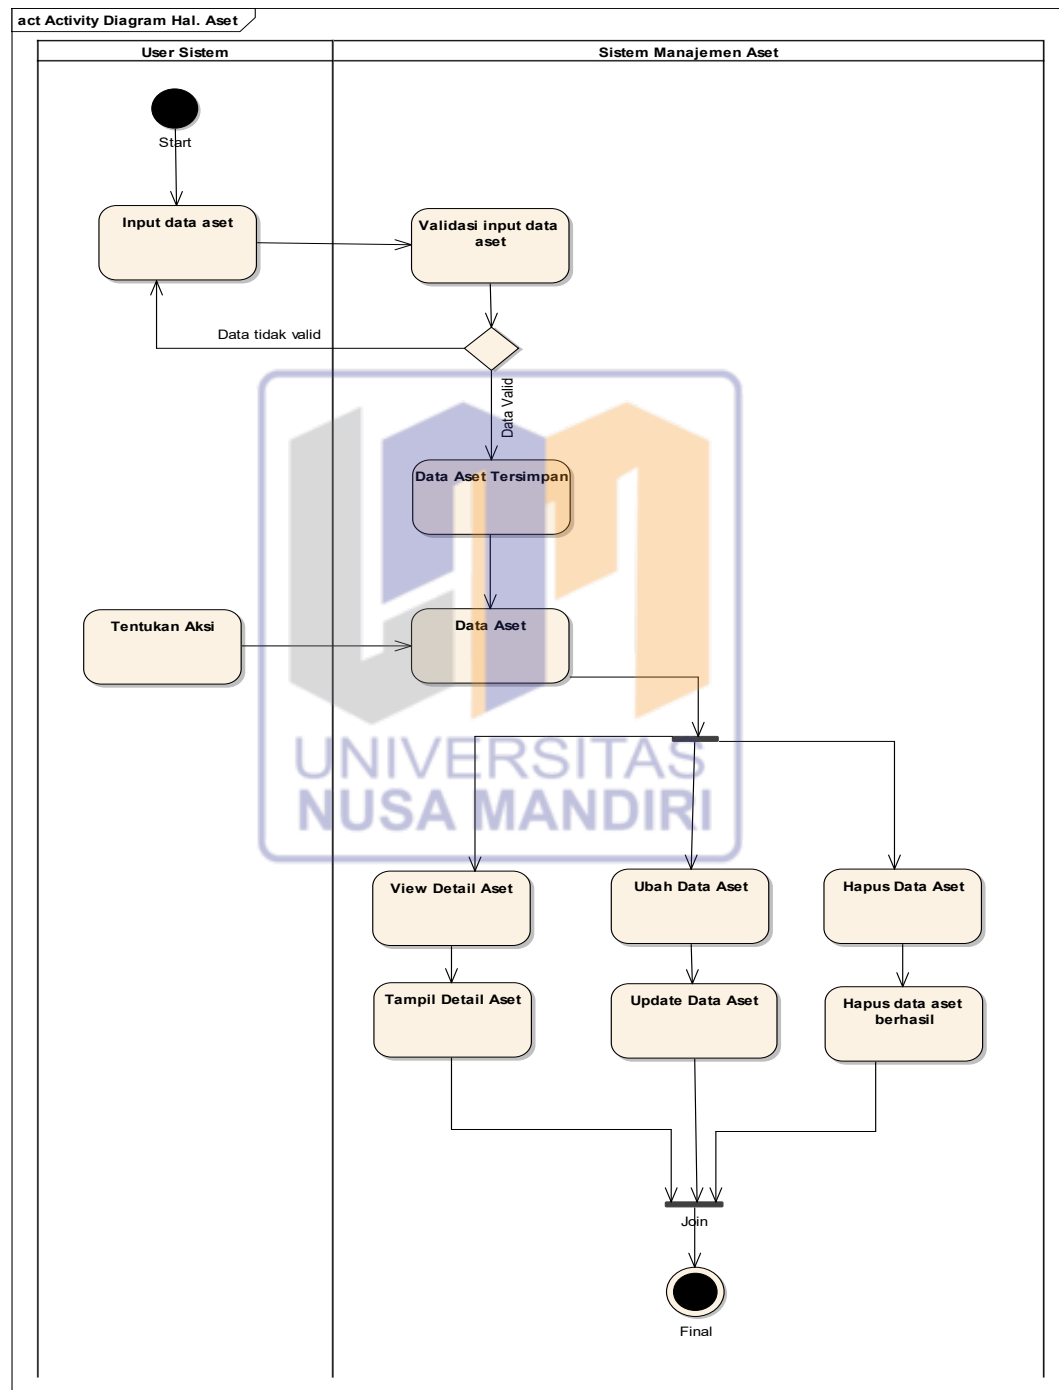 act Activity Diagram Hal. Aset
User Sistem
Sistem Manajemen Aset
Start
Input data aset
Validasi input data
aset
Data tidak valid
Data Valid
Data Aset Tersimpan
Tentukan Aksi
Data Aset
UNIVERSITAS
NUSA MANDIRI
View Detail Aset
Ubah Data Aset
Hapus Data Aset
Tampil Detail Aset
Update Data Aset
Hapus data aset
berhasil
Join
Final